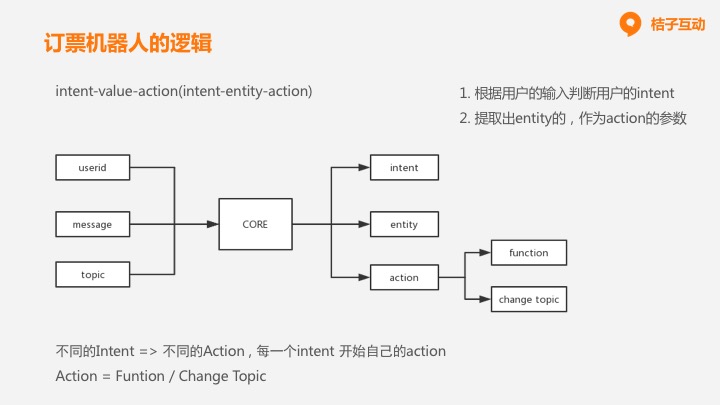 桔子互动
订票机器人的逻辑
intent-value-action(intent-entity-action)
1. 根据用户的输入判断用户的intent
2. 提取出entity的，作为action的参数
userid
message
topic
CORE
intent
entity
action
function
change topic
不同的Intent => 不同的Action，每一个intent 开始自己的action
Action = Funtion / Change Topic